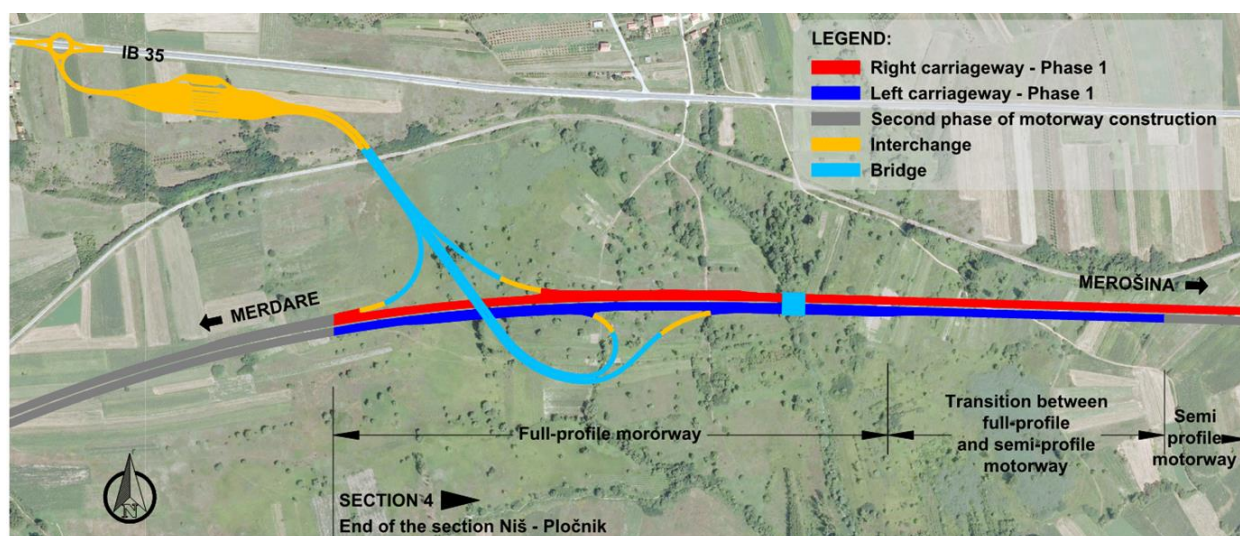 IB 35
LEGEND:
Right carriageway - Phase 1
Left carriageway - Phase 1
Second phase of motorway construction
Interchange
Bridge
MERDARE
MEROŠINA
Full-profile mororway
Transition between
full-profile
and semi-profile
motorway
Semi
profile
motorway
N
SECTION 4
End of the section Niš - Pločnik